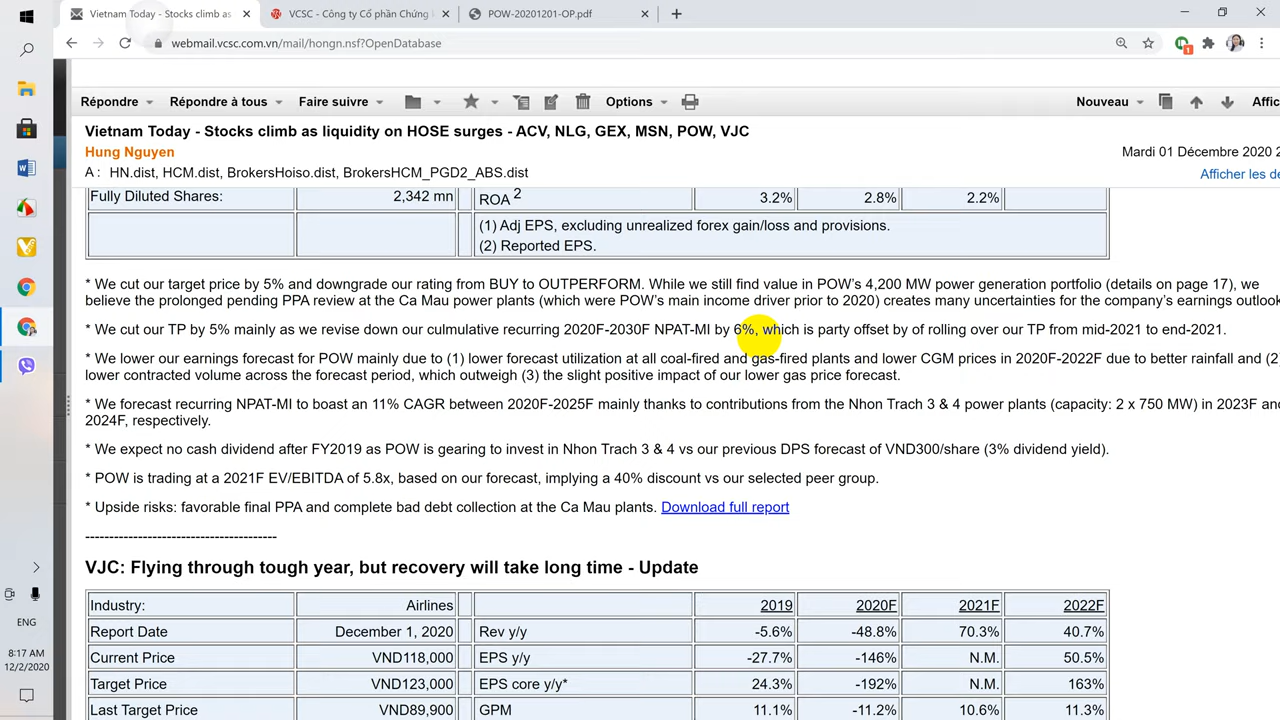 Vietnam Today - Stocks climb as
VCSC - Công ty Cổ phần Chứng
POW-20201201-OP.pdf
webmail.vcsc.com.vn/mail/hongn.nsf?OpenDatabase
1
Répondre Répondre à tous Faire suivre Options Nouveau Affic
Vietnam Today - Stocks climb as liquidity on HOSE surges - ACV, NLG, GEX, MSN, POW, VJC
Hung Nguyen
Mardi 01 Décembre 2020 2
A : HN.dist, HCM.dist, BrokersHoiso.dist, BrokersHCM_PGD2_ABS.dist
Afficher les dé
Fully Diluted Shares: 2,342 mn ROA 2 3.2% 2.8% 2.2%
(1) Adj EPS, excluding unrealized forex gain/loss and provisions.
(2) Reported EPS.
* We cut our target price by 5% and downgrade our rating from BUY to OUTPERFORM. While we still find value in POW's 4,200 MW power generation portfolio (details on page 17), we
believe the prolonged pending PPA review at the Ca Mau power plants (which were POW's main income driver prior to 2020) creates many uncertainties for the company's earnings outlook
* We cut our TP by 5% mainly as we revise down our culmulative recurring 2020F-2030F NPAT-MI by 6%, which is party offset by of rolling over our TP from mid-2021 to end-2021.
* We lower our earnings forecast for POW mainly due to (1) lower forecast utilization at all coal-fired and gas-fired plants and lower CGM prices in 2020F-2022F due to better rainfall and (2)
lower contracted volume across the forecast period, which outweigh (3) the slight positive impact of our lower gas price forecast.
* We forecast recurring NPAT-MI to boast an 11% CAGR between 2020F-2025F mainly thanks to contributions from the Nhon Trach 3 & 4 power plants (capacity: 2 x 750 MW) in 2023F and
2024F, respectively.
* We expect no cash dividend after FY2019 as POW is gearing to invest in Nhon Trach 3 & 4 vs our previous DPS forecast of VND300/share (3% dividend yield).
* POW is trading at a 2021F EV/EBITDA of 5.8x, based on our forecast, implying a 40% discount vs our selected peer group.
* Upside risks: favorable final PPA and complete bad debt collection at the Ca Mau plants. Download full report
----------------------------------------
VJC: Flying through tough year, but recovery will take long time - Update
Industry: Airlines 2019 2020F 2021F 2022F
Report Date December 1, 2020 Rev y/y -5.6% -48.8% 70.3% 40.7%
Current Price VND118,000 EPS y/y -27.7% -146% N.M. 50.5%
Target Price VND123,000 EPS core y/y* 24.3% -192% N.M. 163%
Last Target Price VND89,900 GPM 11.1% -11.2% 10.6% 11.3%
ENG
8:17 AM
12/2/2020